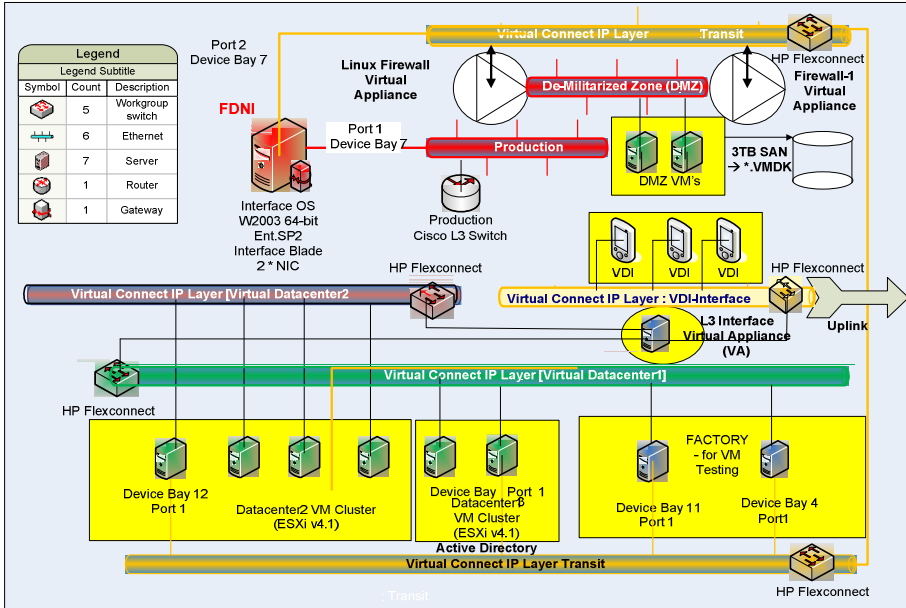 Virtual Connect IP Layer Transit
HP Flexconnect
Port 2
Device Bay 7
Legend
Legend Subtitle
Symbol Count Description
5 Workgroup
switch
6 Ethernet
7 Server
1 Router
1 Gateway
Linux Firewall
Virtual
Appliance
Firewall-1
Virtual
Appliance
De-Militarized Zone (DMZ)
FDNI
Port 1
Device Bay 7
Production
3TB SAN
→ *.VMDK
DMZ VM's
Interface OS
W2003 64-bit
Ent.SP2
Interface Blade
2 * NIC
Production
Cisco L3 Switch
VDI
VDI
VDI
HP Flexconnect
HP Flexconnect
Virtual Connect IP Layer [Virtual Datacenter2
Virtual Connect IP Layer : VDI-Interface
L3 Interface
Virtual Appliance
(VA)
Uplink
Virtual Connect IP Layer [Virtual Datacenter1]
HP Flexconnect
Device Bay 12
Port 1
Datacenter2 VM Cluster
(ESXi v4.1)
Device Bay Port 1
VM Cluster
(ESXi v4.1)
Active Directory
FACTORY
- for VM
Testing
Device Bay 11
Port 1
Device Bay 4
Port1
Virtual Connect IP Layer Transit
HP Flexconnect
: Transit